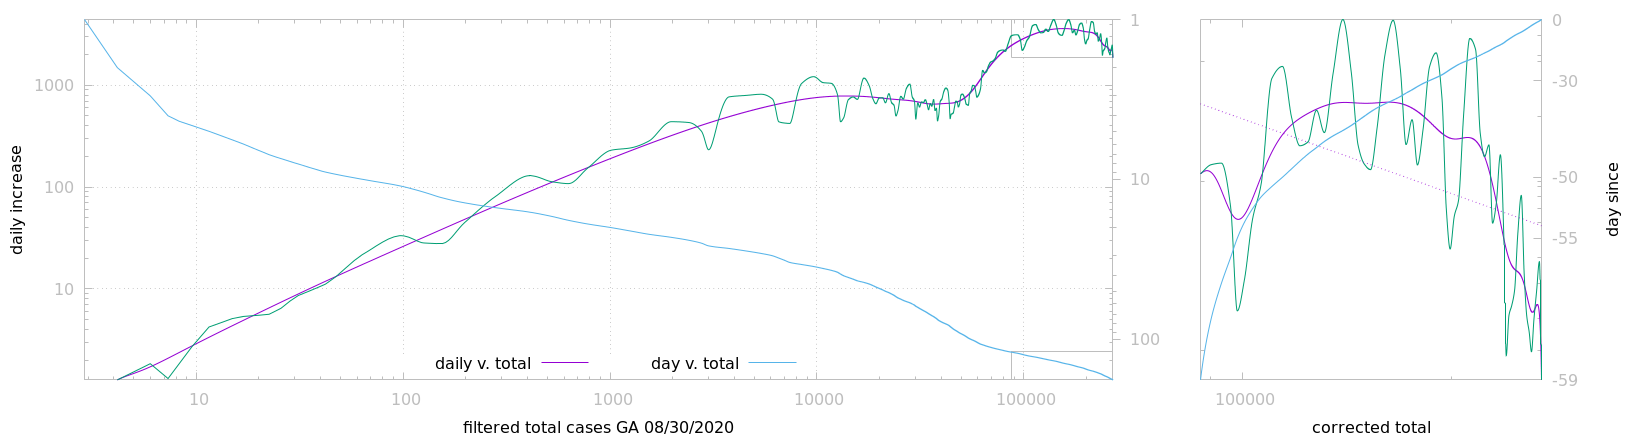 daily increase
1000
100
10
10
100
1000
10000
100000
1
10
100
daily v. total
day v. total
filtered total cases GA 08/30/2020
100000
corrected total
0
-30
-50
-55
-59
day since